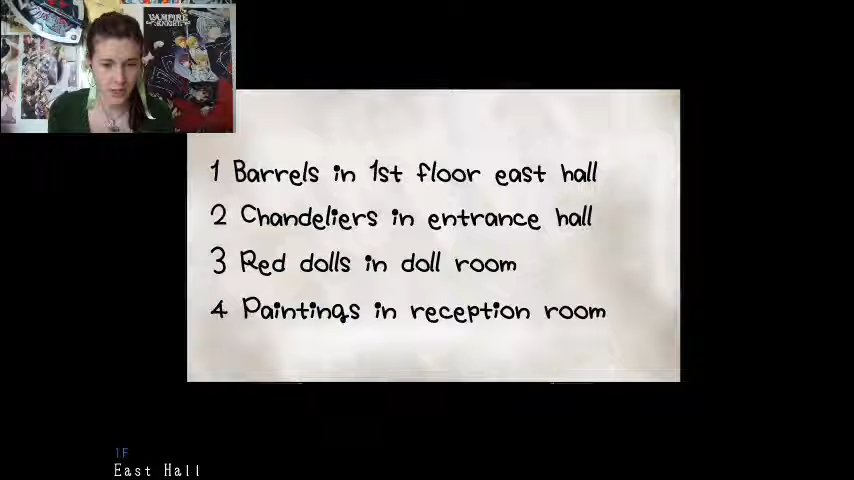 VAMPIRE
KNIGHT
1 Barrels in 1st floor east hall
2 Chandeliers in entrance hall
3 Red dolls in doll room
4 Paintings in reception room
1F
East Hall